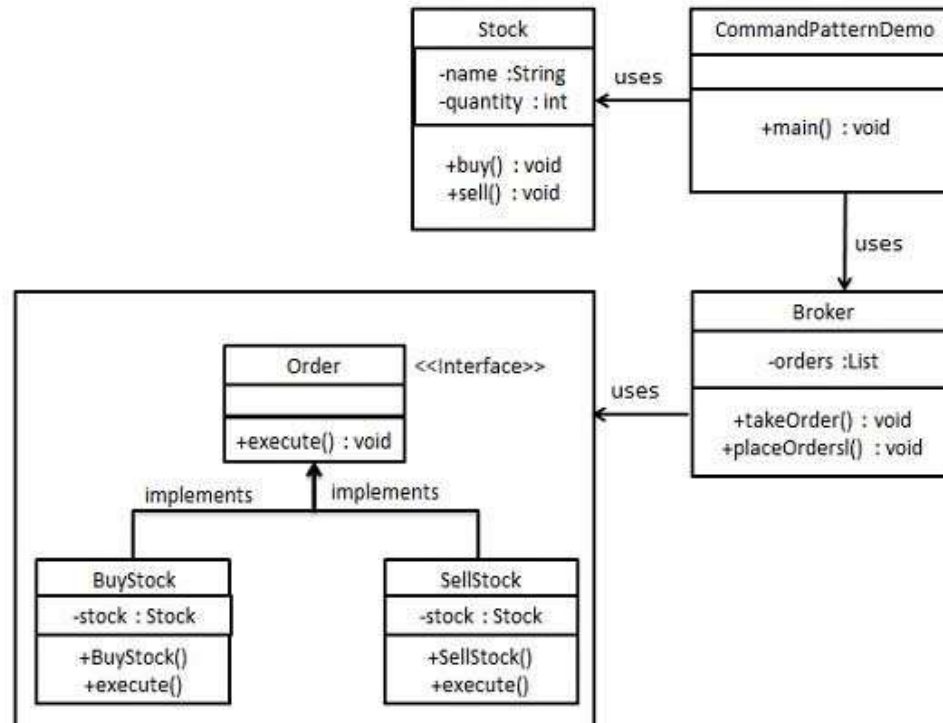 Stock
-name :String
-quantity : int
+buy() : void
+sell() : void
uses
CommandPatternDemo
+main() : void
uses
Broker
-orders :List
+takeOrder() : void
+placeOrdersl() : void
uses
Order
<<Interface>>
+execute() : void
implements
implements
BuyStock
-stock : Stock
+BuyStock()
+execute()
SellStock
-stock : Stock
+SellStock()
+execute()